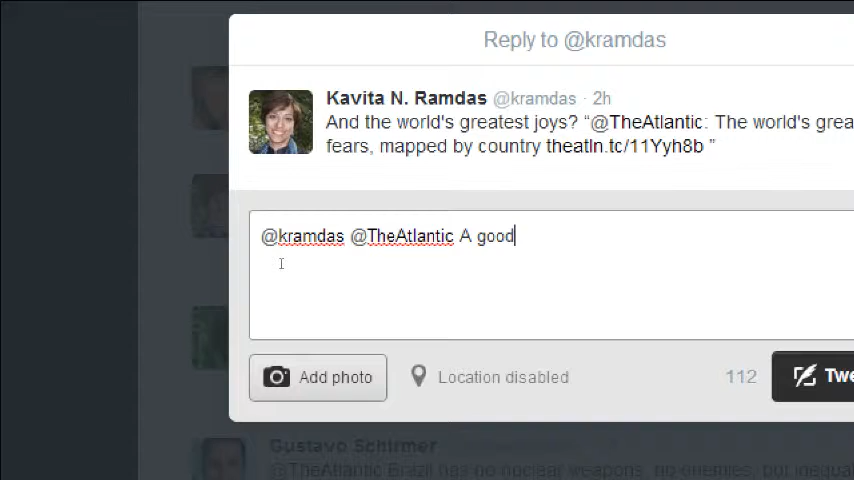 Reply to @kramdas
Kavita N. Ramdas @kramdas · 2h
And the world's greatest joys? “@TheAtlantic: The world's grea
fears, mapped by country theatln.tc/11Yyh8b ”
@kramdas @TheAtlantic A good
Add photo Location disabled 112 Twe
Gustavo Schirmer
@TheAtlantic Brazil has no nuclear weapons, no enemies, but inequal